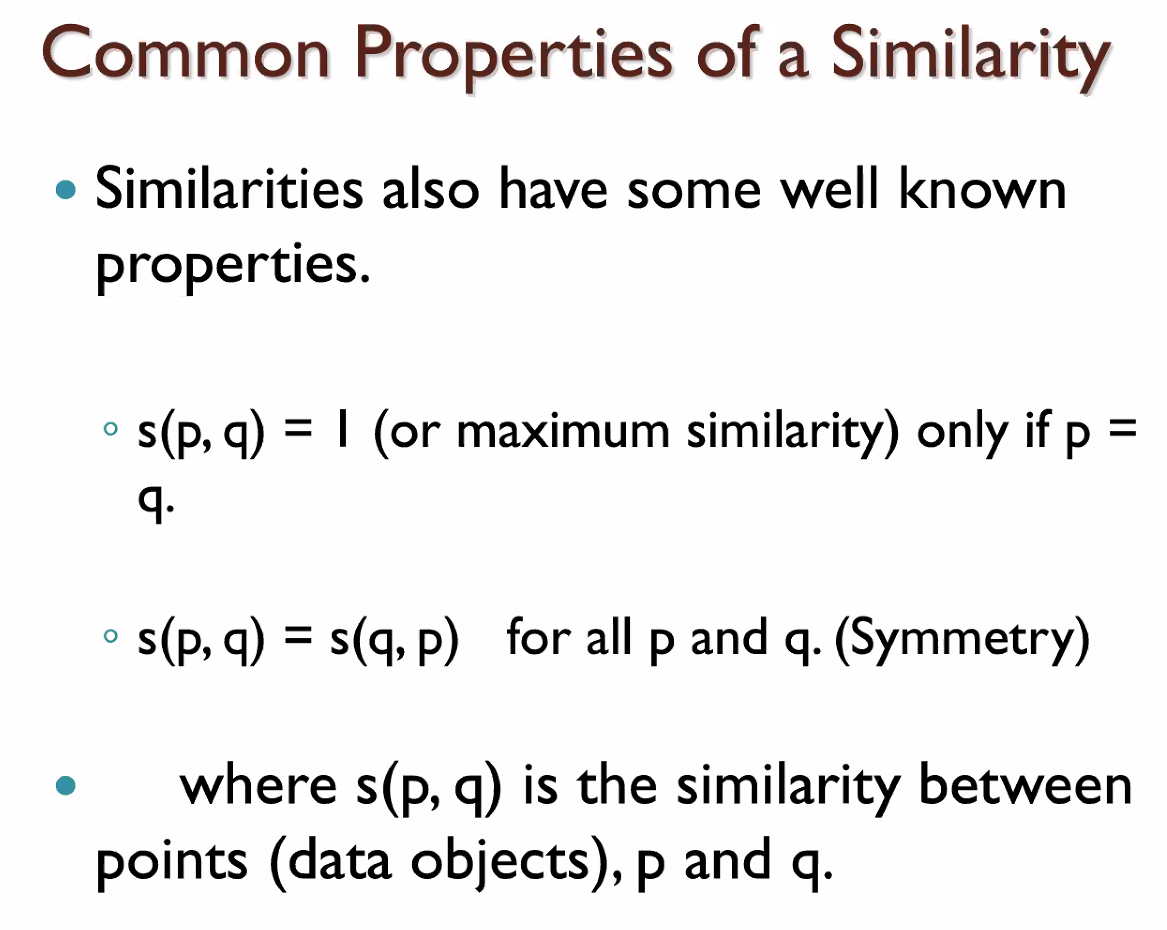 Common Properties of a Similarity
• Similarities also have some well known
properties.
◦ s(p, q) = 1 (or maximum similarity) only if p =
q.
◦ s(p, q) = s(q, p) for all p and q. (Symmetry)
• where s(p, q) is the similarity between
points (data objects), p and q.